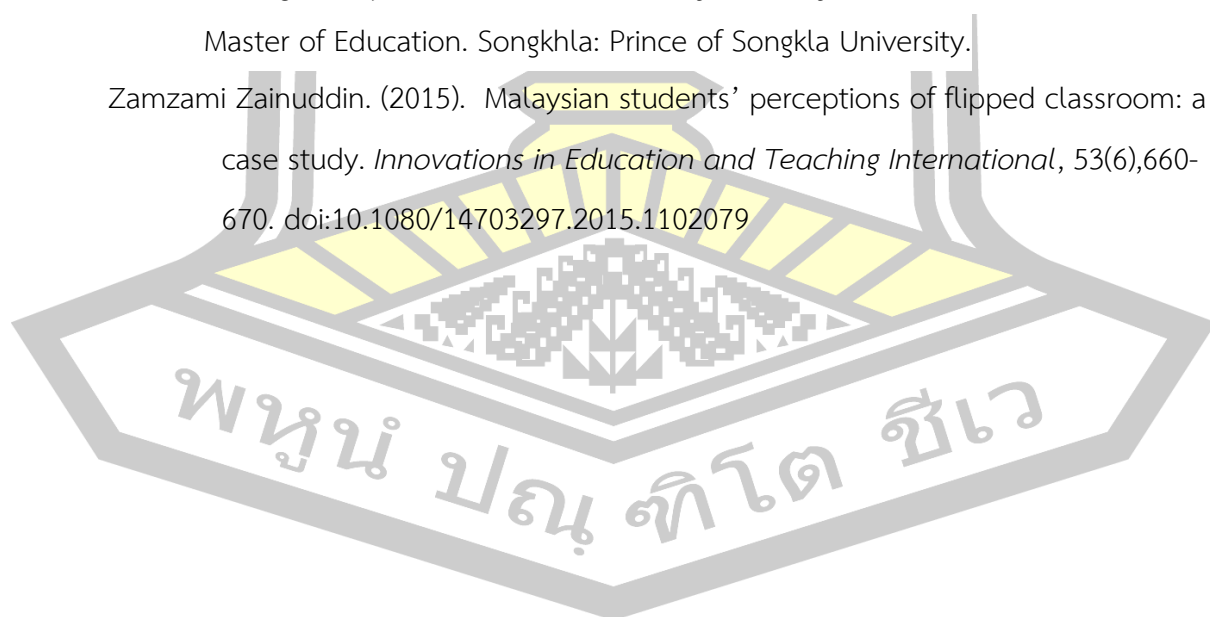 Master of Education. Songkhla: Prince of Songkla University.
Zamzami Zainuddin. (2015). Malaysian students’ perceptions of flipped classroom: a
case study. Innovations in Education and Teaching International, 53(6),660-
670. doi:10.1080/14703297.2015.1102079
พหูนํ ปณฺฑิโต ชีเว